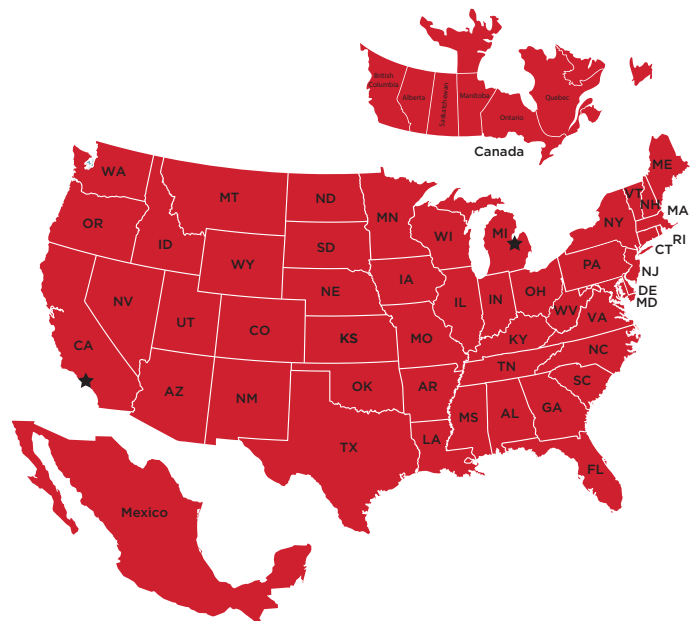 British
Columbia
Alberta
Saskatchewan
Manitoba
Ontario
Quebec
Canada
WA
MT
ND
MN
ME
VT
NH
MA
OR
ID
SD
WI
MI
NY
RI
CT
WY
IA
PA
NJ
NE
IL
IN
OH
DE
MD
NV
UT
CO
KS
MO
WV
VA
KY
CA
NC
AZ
NM
OK
AR
TN
SC
MS
AL
GA
TX
LA
FL
Mexico